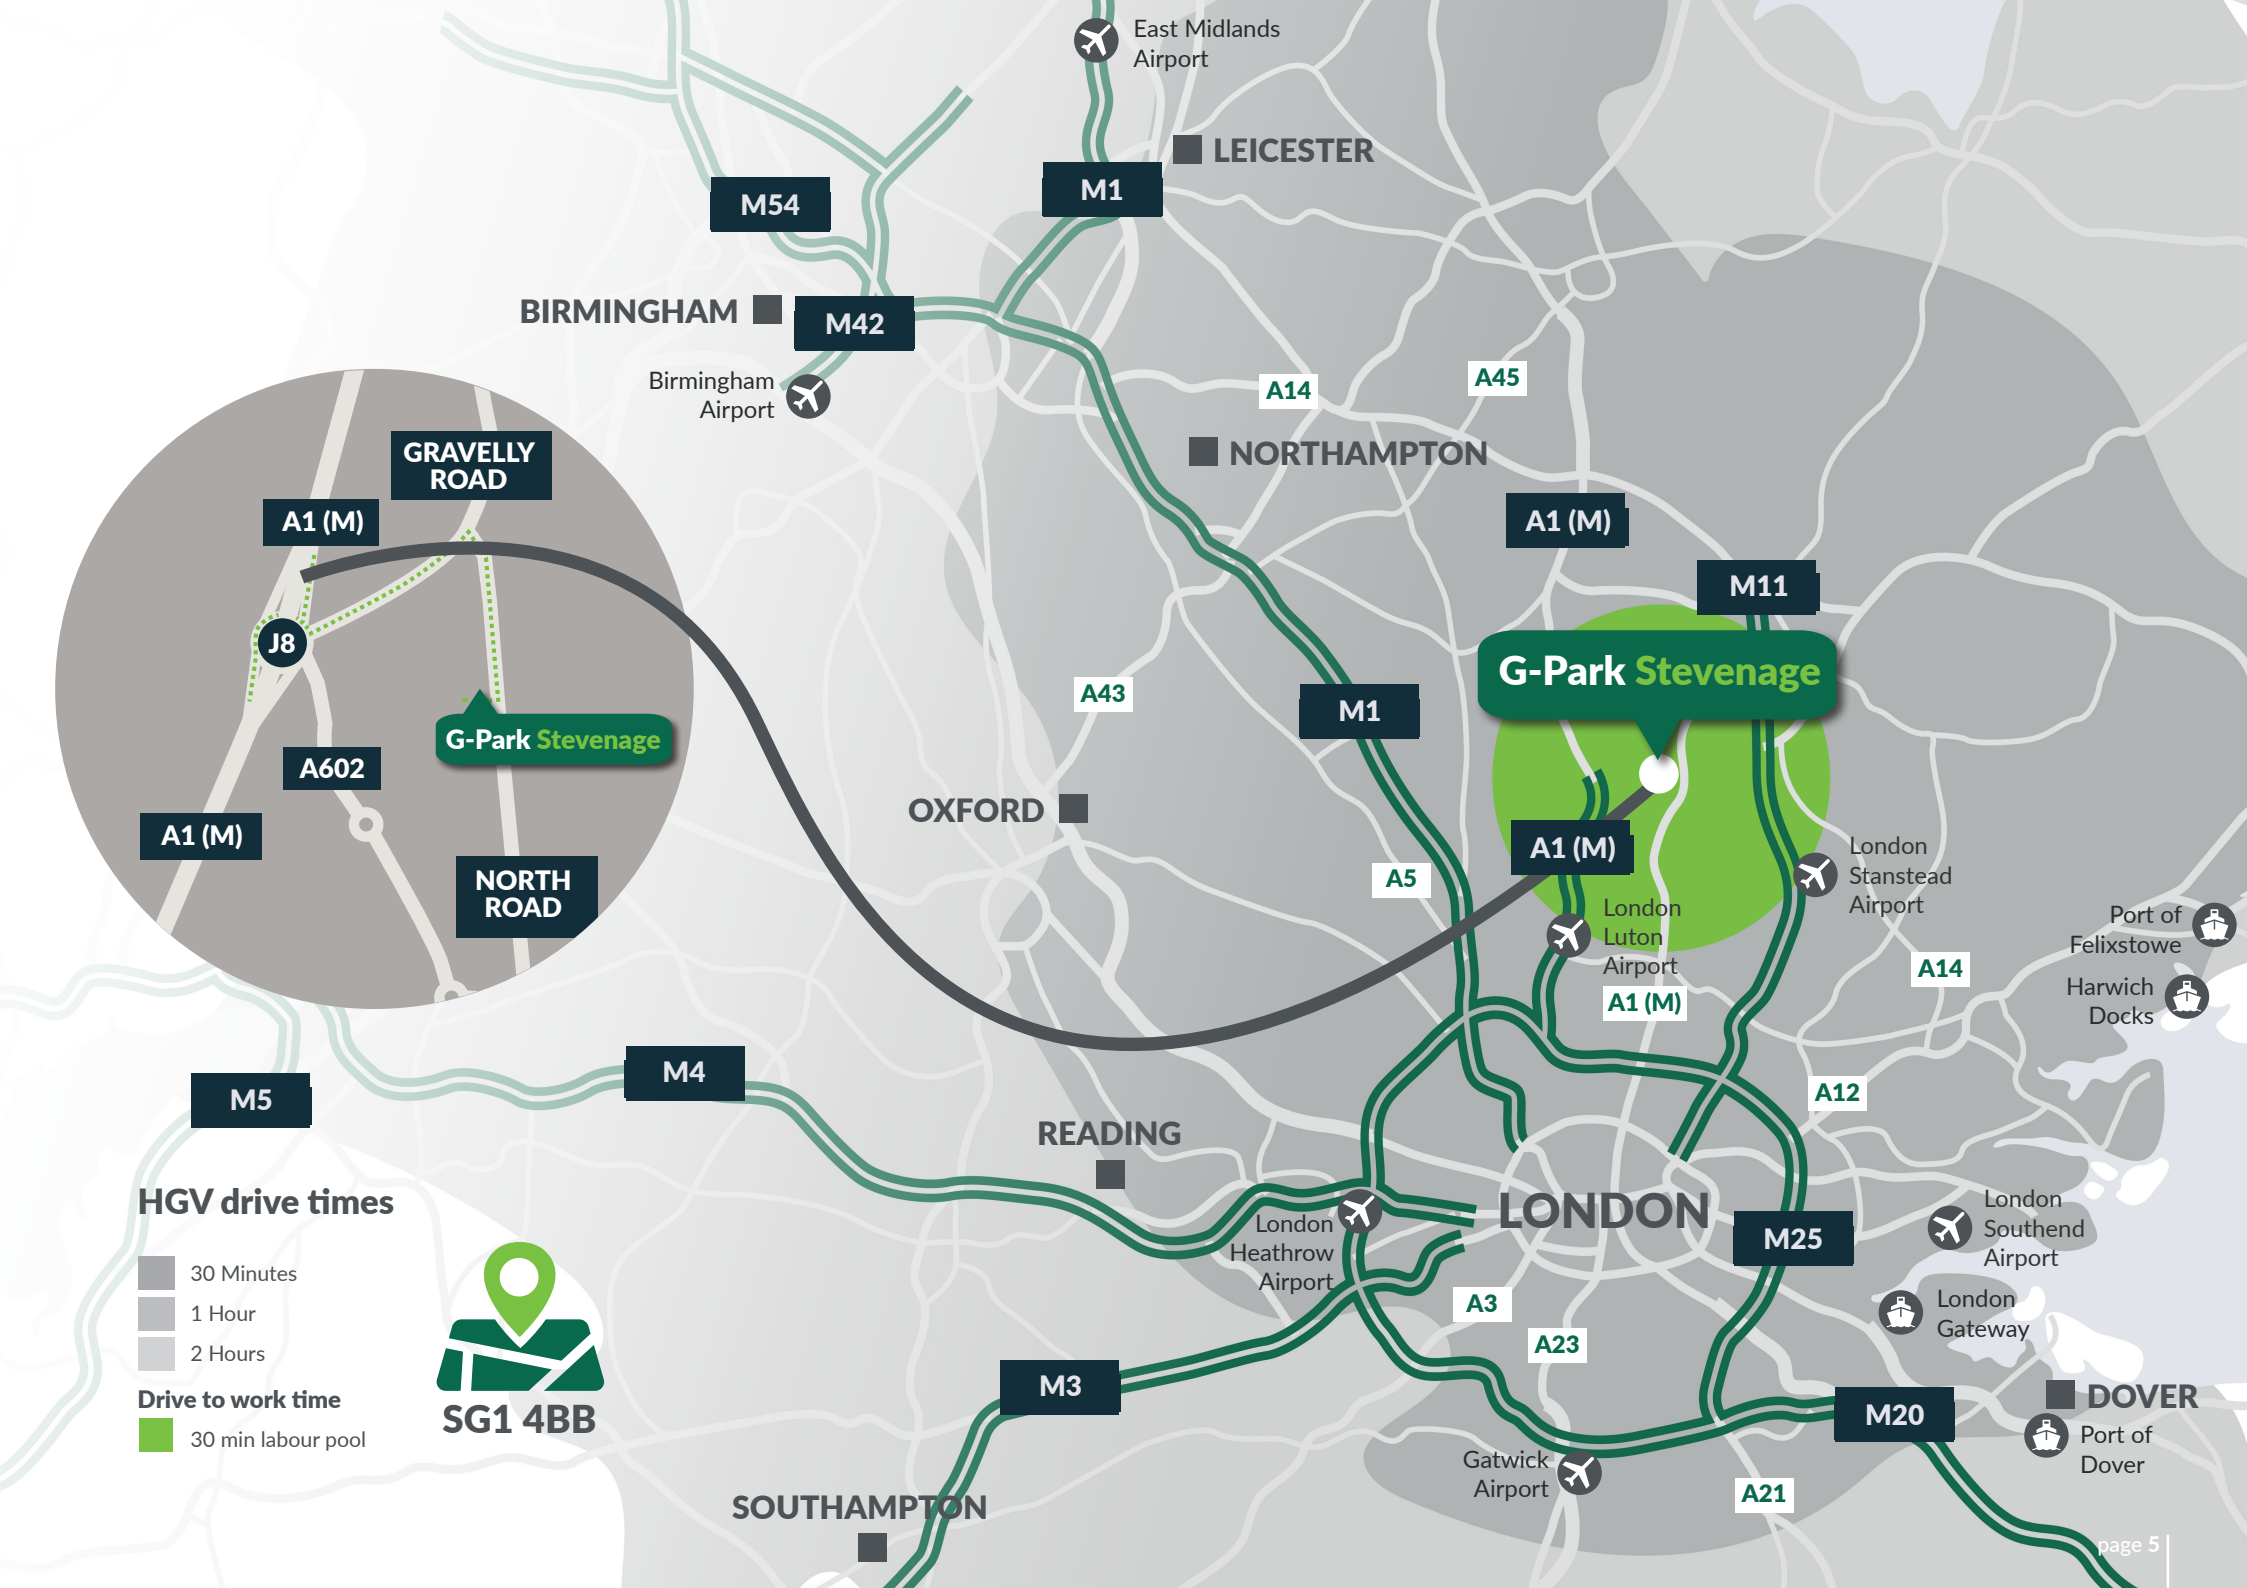 East Midlands
Airport
LEICESTER
M1
M54
BIRMINGHAM
M42
Birmingham
Airport
A14
A45
NORTHAMPTON
GRAVELLY
ROAD
A1 (M)
A1 (M)
M11
J8
G-Park Stevenage
A43
M1
G-Park Stevenage
A602
OXFORD
A1 (M)
A1 (M)
A5
London
Stanstead
Airport
NORTH
ROAD
London
Luton
Airport
Port of
Felixstowe
A14
A1 (M)
Harwich
Docks
M4
M5
A12
READING
HGV drive times
30 Minutes
1 Hour
2 Hours
Drive to work time
30 min labour pool
SG1 4BB
LONDON
London
Heathrow
Airport
M25
London
Southend
Airport
A3
London
Gateway
A23
M3
M20
DOVER
Port of
Dover
Gatwick
Airport
A21
SOUTHAMPTON
page 5